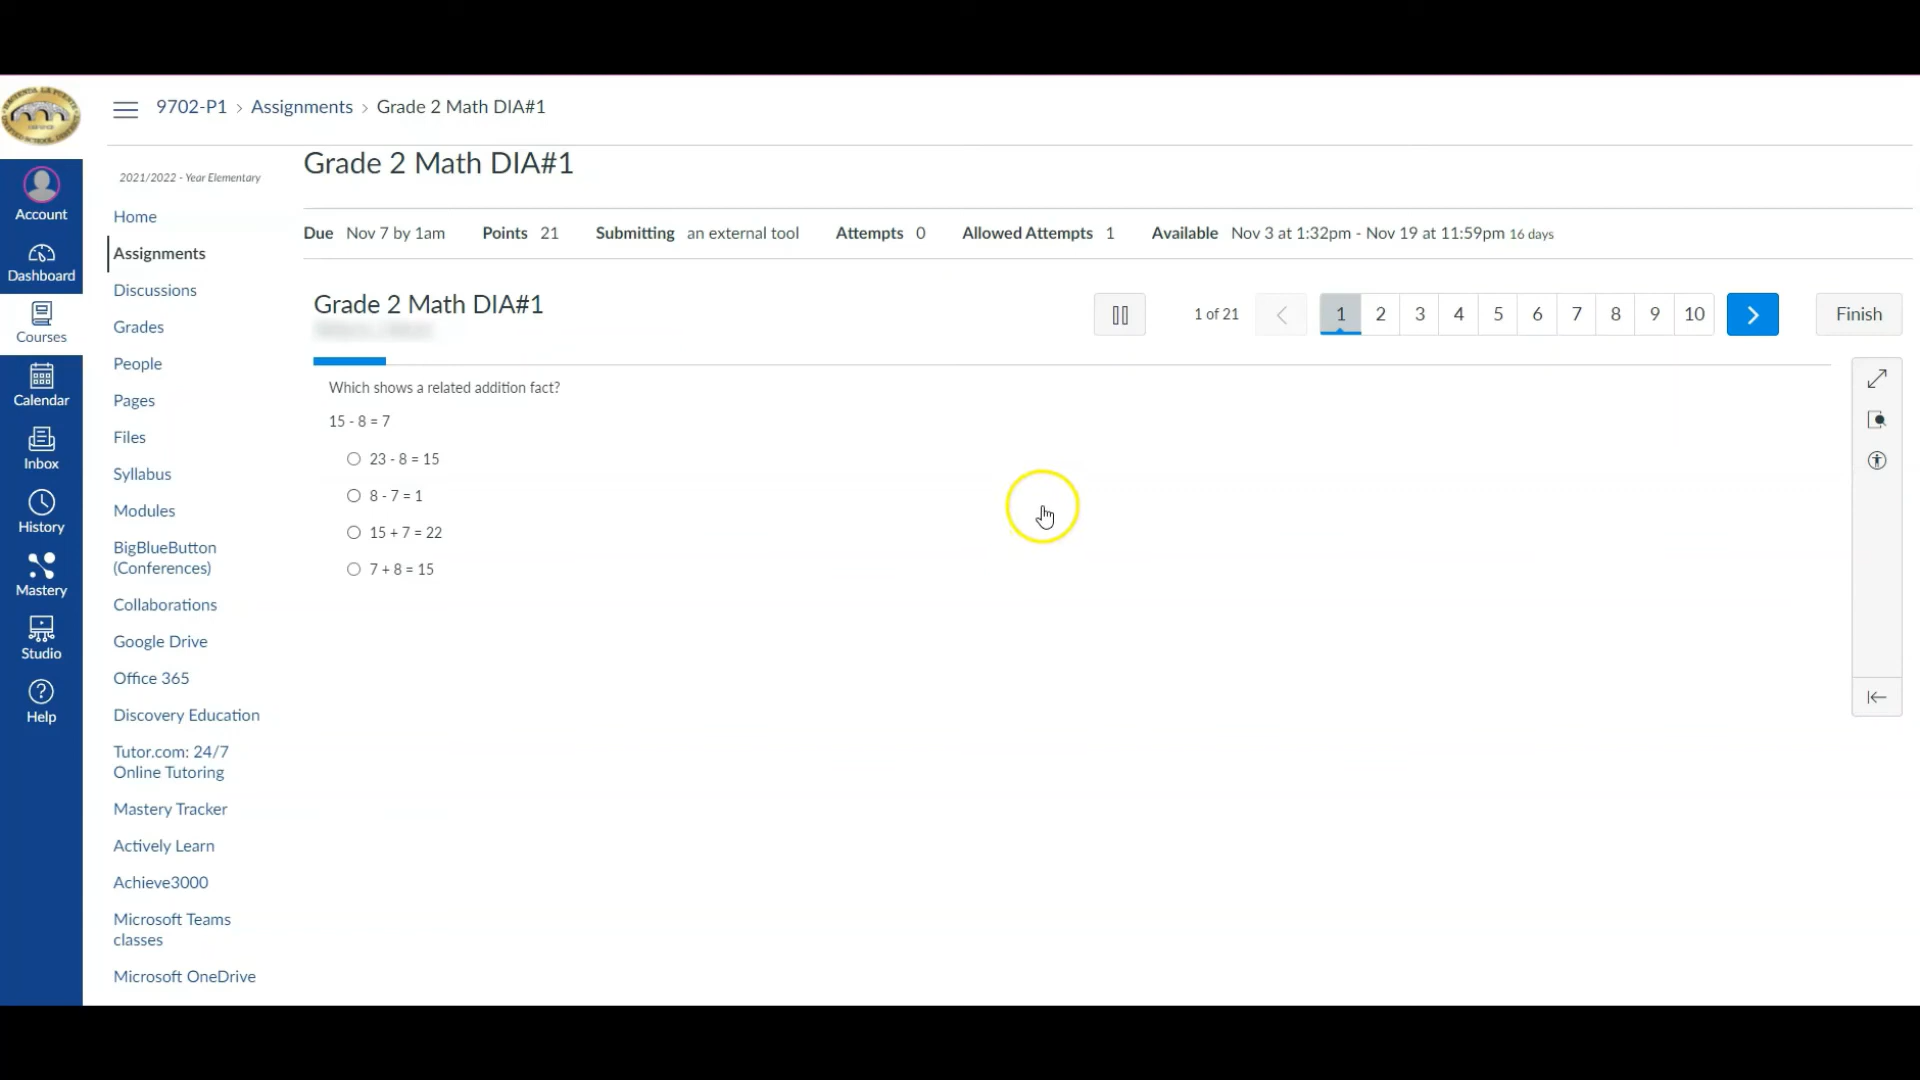 9702-P1 › Assignments › Grade 2 Math DIA#1
Account
Dashboard
Courses
Calendar
Inbox
History
Mastery
Studio
Help
2021/2022 - Year Elementary
Home
Assignments
Discussions
Grades
People
Pages
Files
Syllabus
Modules
BigBlueButton
(Conferences)
Collaborations
Google Drive
Office 365
Discovery Education
Tutor.com: 24/7
Online Tutoring
Mastery Tracker
Actively Learn
Achieve3000
Microsoft Teams
classes
Microsoft OneDrive
Grade 2 Math DIA#1
Due Nov 7 by 1am Points 21 Submitting an external tool Attempts 0 Allowed Attempts 1 Available Nov 3 at 1:32pm - Nov 19 at 11:59pm 16 days
Grade 2 Math DIA#1
1 of 21 1 2 3 4 5 6 7 8 9 10 Finish
Which shows a related addition fact?
15 - 8 = 7
23 - 8 = 15
8 - 7 = 1
15 + 7 = 22
7 + 8 = 15